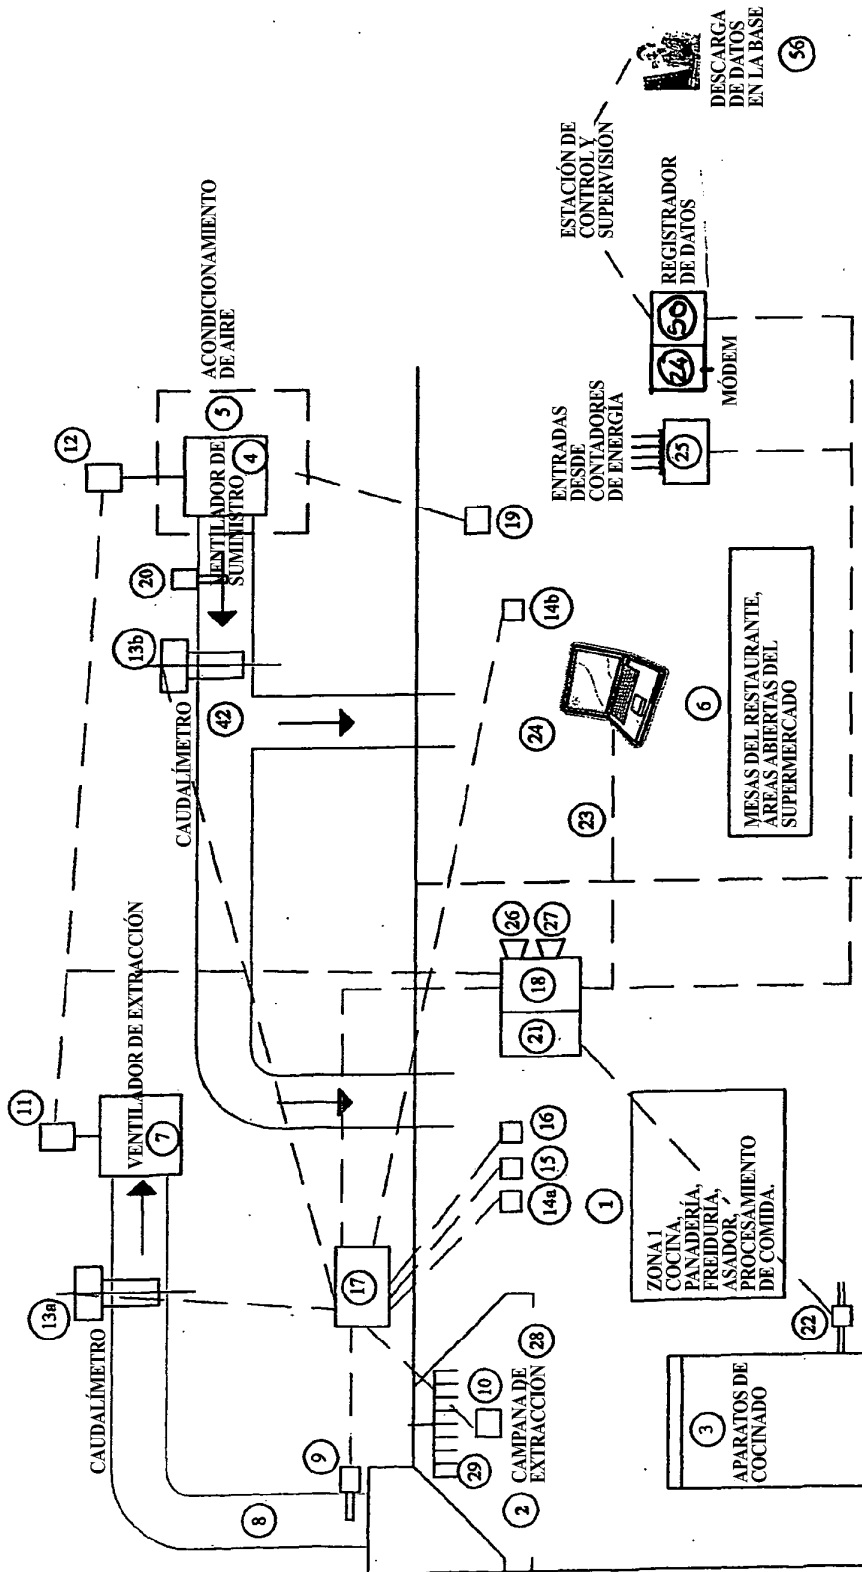 CAUDALÍMETRO
13a
8
9
11
VENTILADOR DE EXTRACCIÓN
7
12
ACONDICIONAMIENTO
DE AIRE
5
4
VENTILADOR DE
SUMINISTRO
20
13b
CAUDALÍMETRO
42
19
14b
17
14a
15
16
28
10
29
CAMPANA DE
EXTRACCIÓN
2
3
APARATOS DE
COCINADO
22
1
ZONA 1
COCINA,
PANADERÍA,
FREIDURÍA,
ASADOR,
PROCESAMIENTO
DE COMIDA.
21
18
26
27
23
24
6
MESAS DEL RESTAURANTE,
ÁREAS ABIERTAS DEL
SUPERMERCADO
ENTRADAS
DESDE
CONTADORES
DE ENERGÍA
25
24
50
MÓDEM
REGISTRADOR
DE DATOS
ESTACIÓN DE
CONTROL Y
SUPERVISIÓN
DESCARGA
DE DATOS
EN LA BASE
56